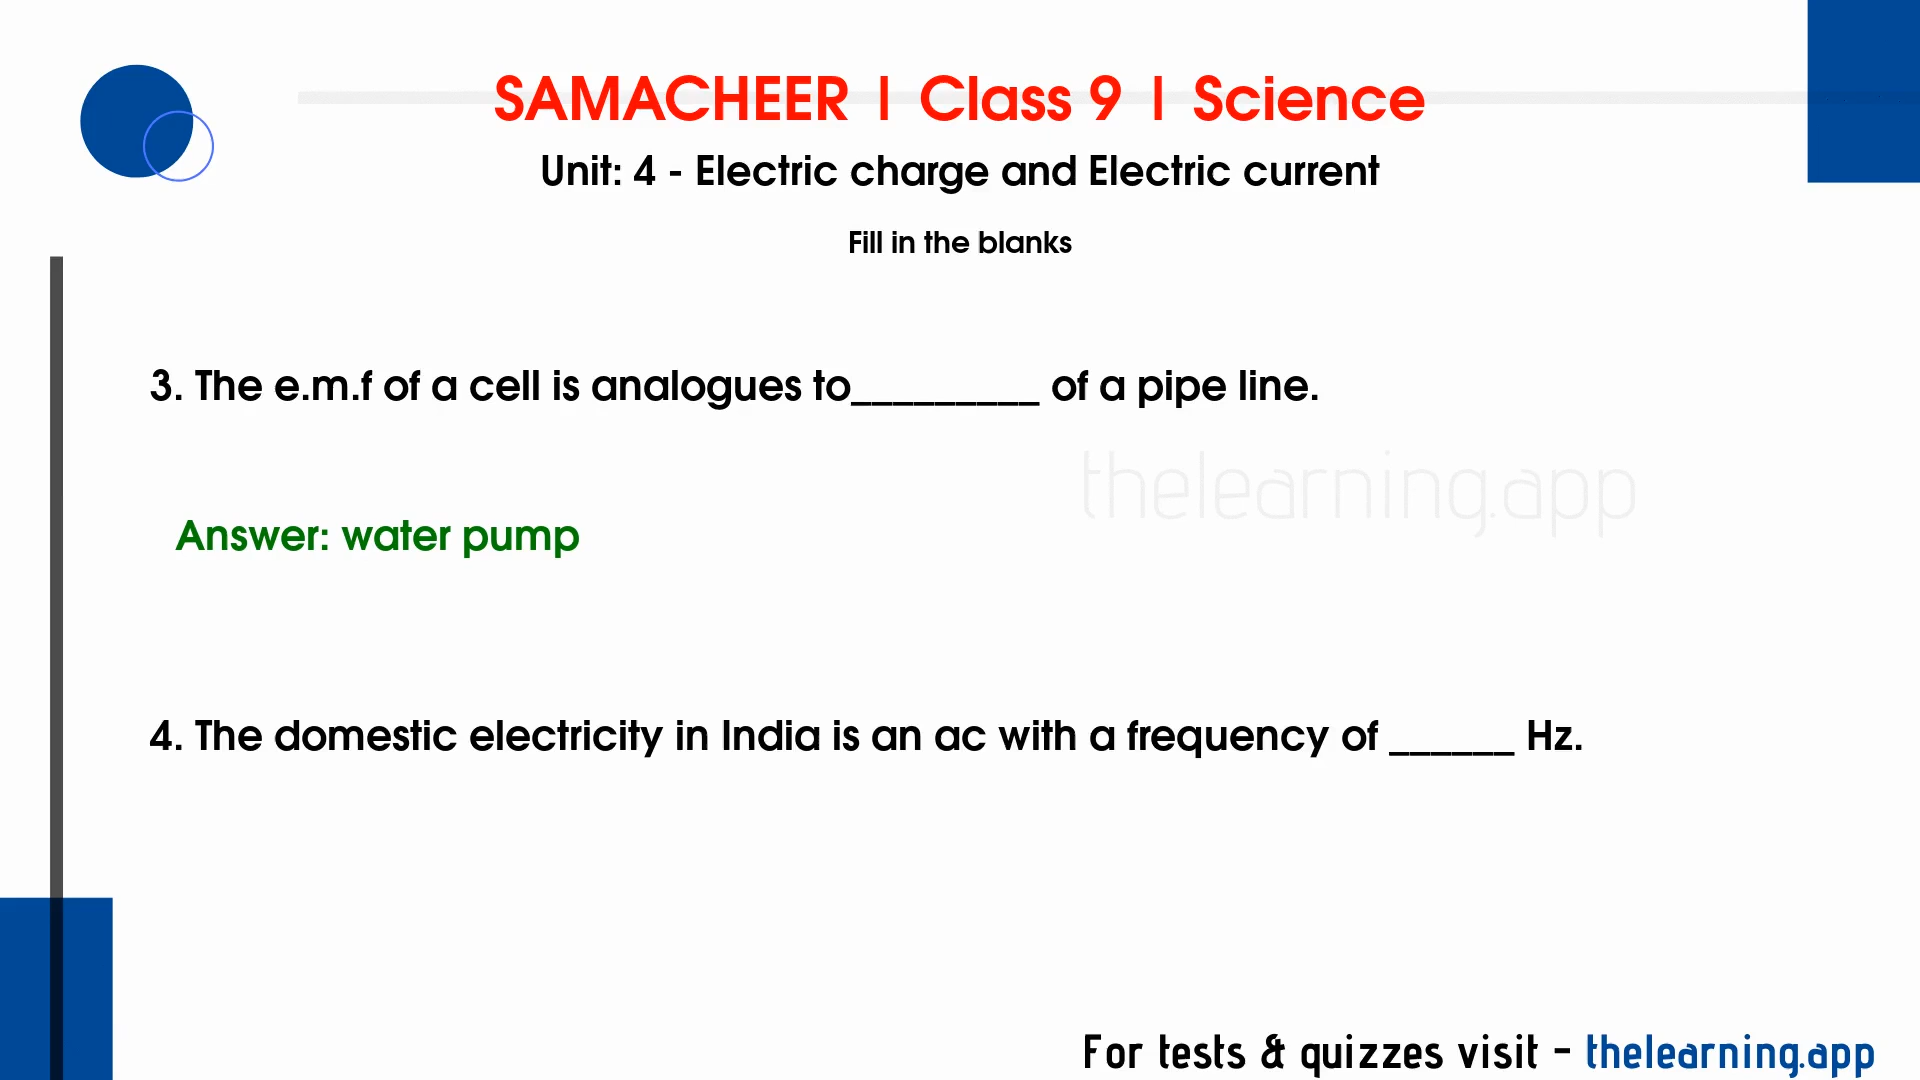 SAMACHEER | Class 9 | Science
Unit: 4 - Electric charge and Electric current
Fill in the blanks
3. The e.m.f of a cell is analogues to_________ of a pipe line.
thelearning.app
Answer: water pump
4. The domestic electricity in India is an ac with a frequency of ______ Hz.
For tests & quizzes visit - thelearning.app